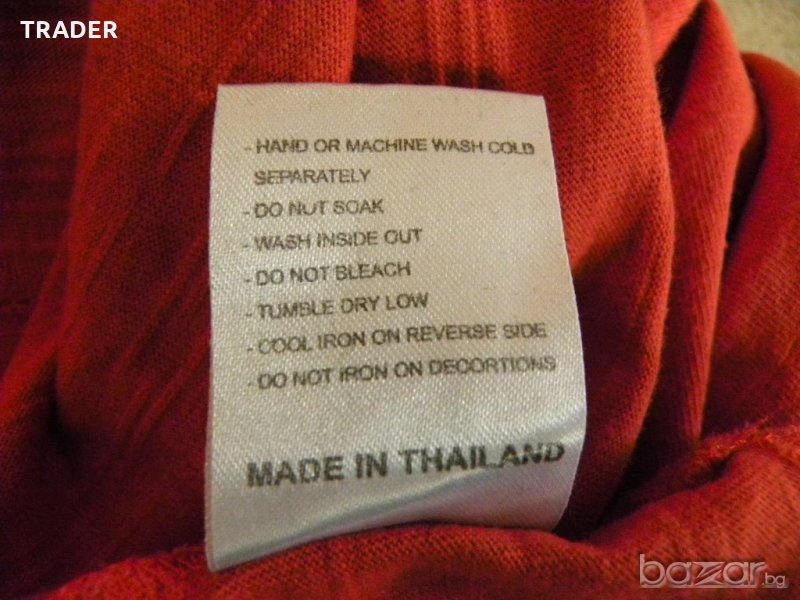 TRADER
- HAND OR MACHINE WASH COLD
SEPARATELY
- DO NUT SOAK
- WASH INSIDE OUT
- DO NOT BLEACH
- TUMBLE DRY LOW
- COOL IRON ON REVERSE SIDE
- DO NOT IRON ON DECORTIONS
MADE IN THAILAND
bazar.bg